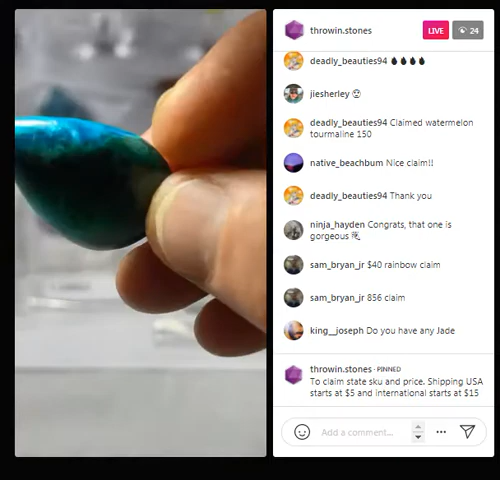 throwin.stones LIVE 24
deadly_beauties94
jiesherley
deadly_beauties94 Claimed watermelon
tourmaline 150
native_beachbum Nice claim!!
deadly_beauties94 Thank you
ninja_hayden Congrats, that one is
gorgeous
sam_bryan_jr $40 rainbow claim
sam_bryan_jr 856 claim
king__joseph Do you have any Jade
throwin.stones · PINNED
To claim state sku and price. Shipping USA
starts at $5 and international starts at $15
Add a comment...